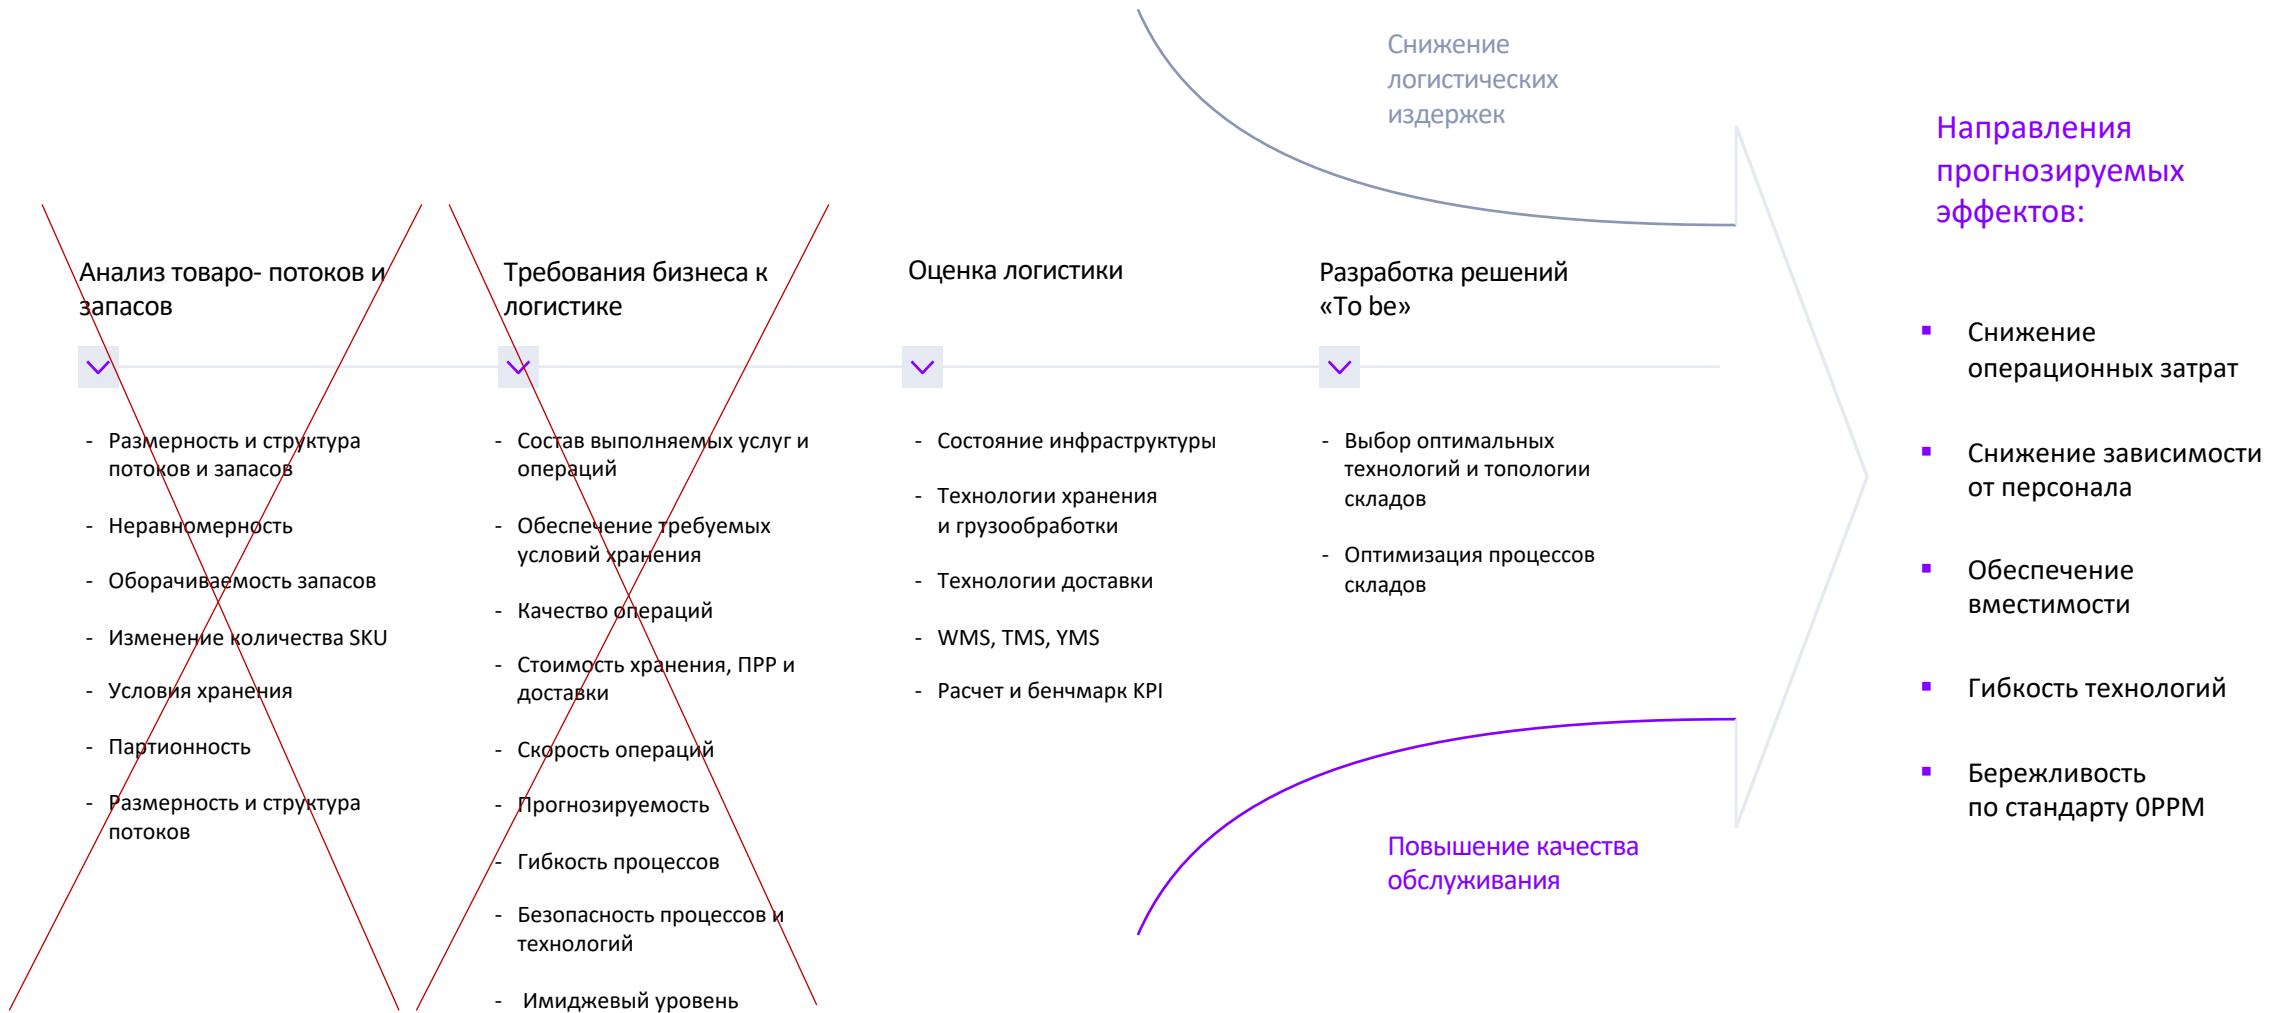 Снижение
логистических
издержек
Анализ товаро- потоков и
запасов
- Размерность и структура
потоков и запасов
- Неравномерность
- Оборачиваемость запасов
- Изменение количества SKU
- Условия хранения
- Партионность
- Размерность и структура
потоков
Требования бизнеса к
логистике
- Состав выполняемых услуг и
операций
- Обеспечение требуемых
условий хранения
- Качество операций
- Стоимость хранения, ПРР и
доставки
- Скорость операций
- Прогнозируемость
- Гибкость процессов
- Безопасность процессов и
технологий
- Имиджевый уровень
Оценка логистики
- Состояние инфраструктуры
- Технологии хранения
и грузообработки
- Технологии доставки
- WMS, TMS, YMS
- Расчет и бенчмарк KPI
Разработка решений
«To be»
- Выбор оптимальных
технологий и топологии
складов
- Оптимизация процессов
складов
Повышение качества
обслуживания
Направления
прогнозируемых
эффектов:
▪ Снижение
операционных затрат
▪ Снижение зависимости
от персонала
▪ Обеспечение
вместимости
▪ Гибкость технологий
▪ Бережливость
по стандарту 0PPM